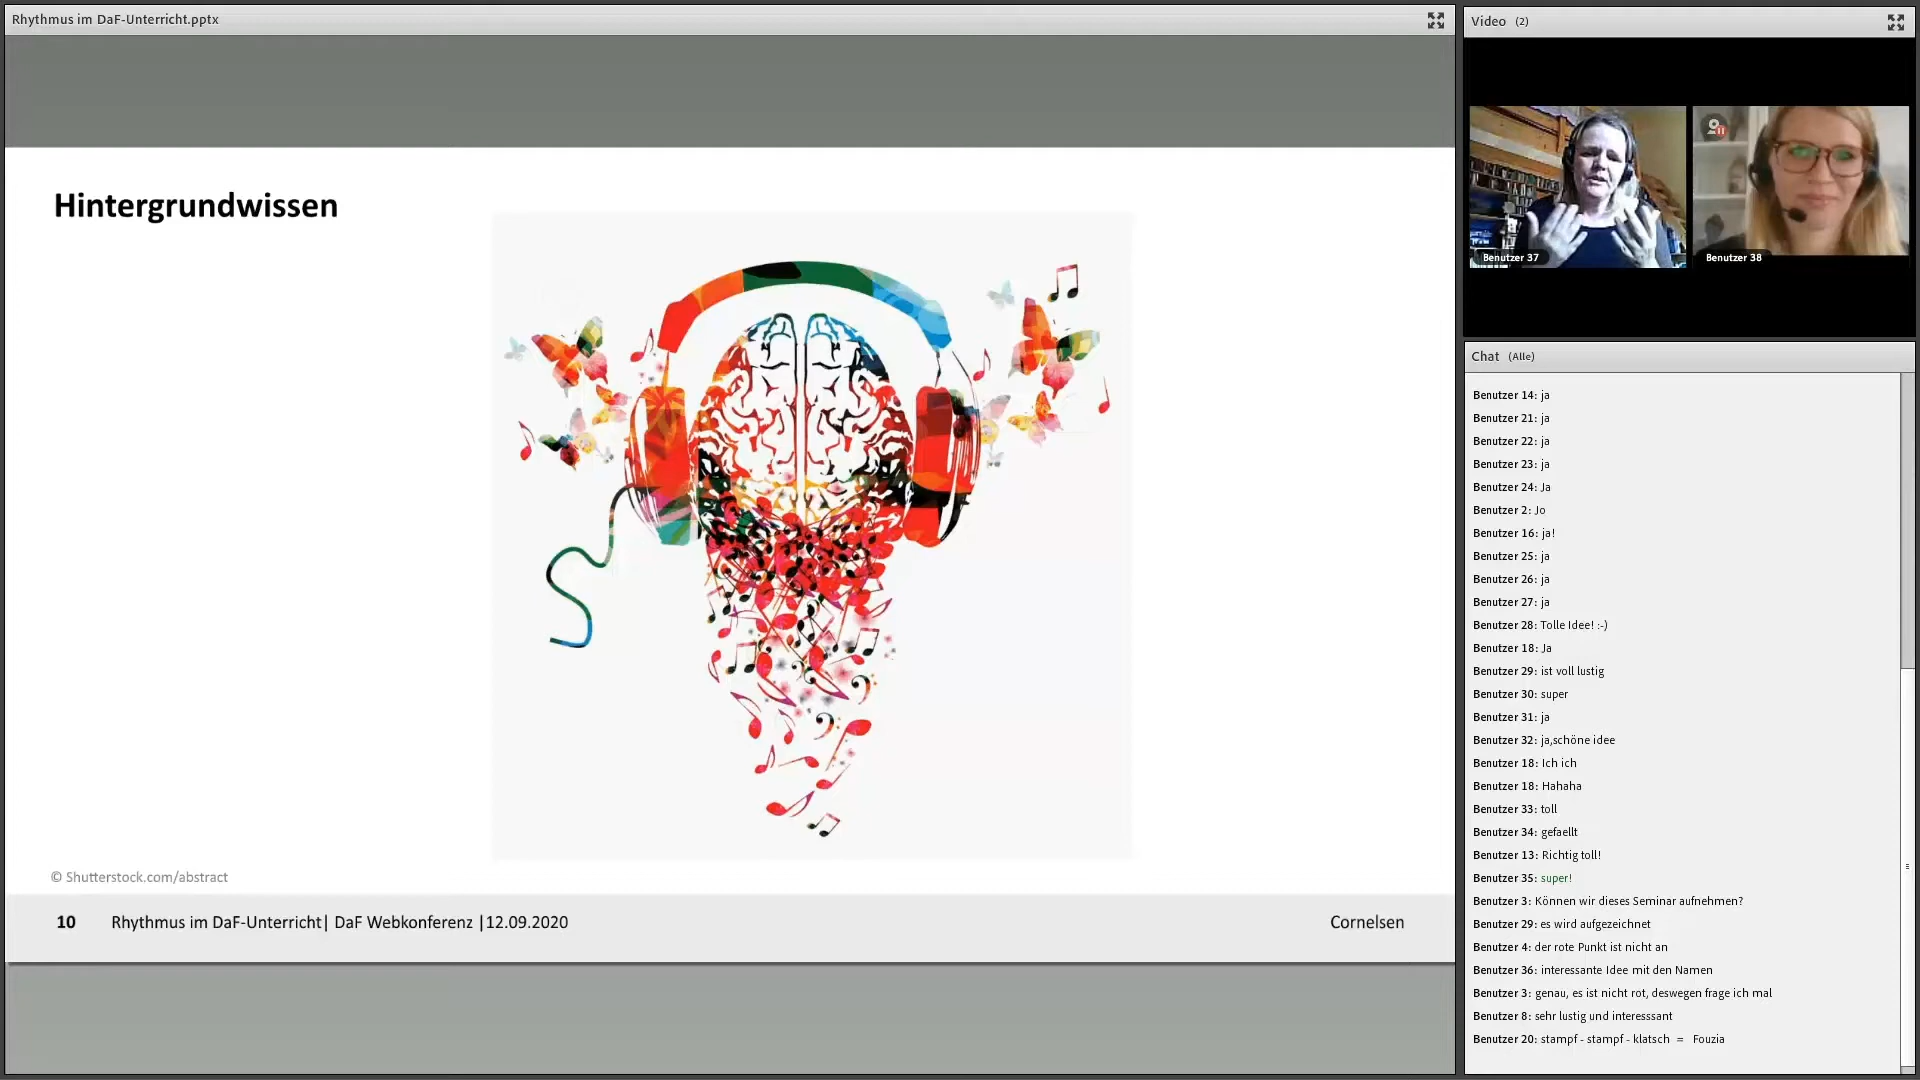 Rhythmus im DaF-Unterricht.pptx
Hintergrundwissen
© Shutterstock.com/abstract
10 Rhythmus im DaF-Unterricht| DaF Webkonferenz |12.09.2020 Cornelsen
Video (2)
Benutzer 37
Benutzer 38
Chat (Alle)
Benutzer 14: ja
Benutzer 21: ja
Benutzer 22: ja
Benutzer 23: ja
Benutzer 24: Ja
Benutzer 2: Jo
Benutzer 16: ja!
Benutzer 25: ja
Benutzer 26: ja
Benutzer 27: ja
Benutzer 28: Tolle Idee! :-)
Benutzer 18: Ja
Benutzer 29: ist voll lustig
Benutzer 30: super
Benutzer 31: ja
Benutzer 32: ja,schöne idee
Benutzer 18: Ich ich
Benutzer 18: Hahaha
Benutzer 33: toll
Benutzer 34: gefaellt
Benutzer 13: Richtig toll!
Benutzer 35: super!
Benutzer 3: Können wir dieses Seminar aufnehmen?
Benutzer 29: es wird aufgezeichnet
Benutzer 4: der rote Punkt ist nicht an
Benutzer 36: interessante Idee mit den Namen
Benutzer 3: genau, es ist nicht rot, deswegen frage ich mal
Benutzer 8: sehr lustig und interesssant
Benutzer 20: stampf - stampf - klatsch = Fouzia